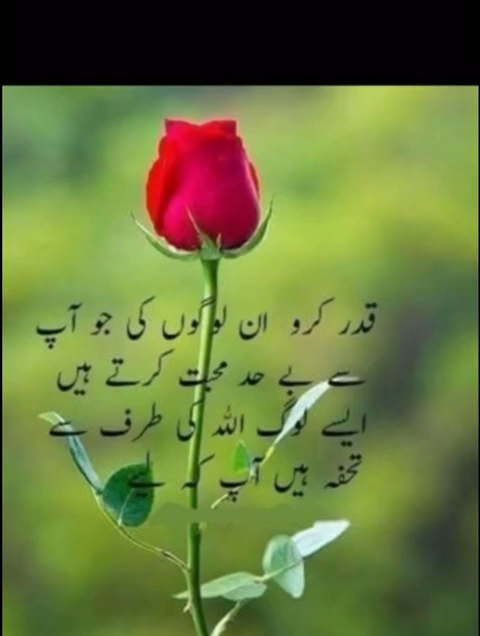 قدر کرو ان لوگوں کی جو آپ
سے بے حد محبت کرتے ہیں
ایسے لوگ اللہ کی طرف سے
تحفہ ہیں آپ کہ لیے